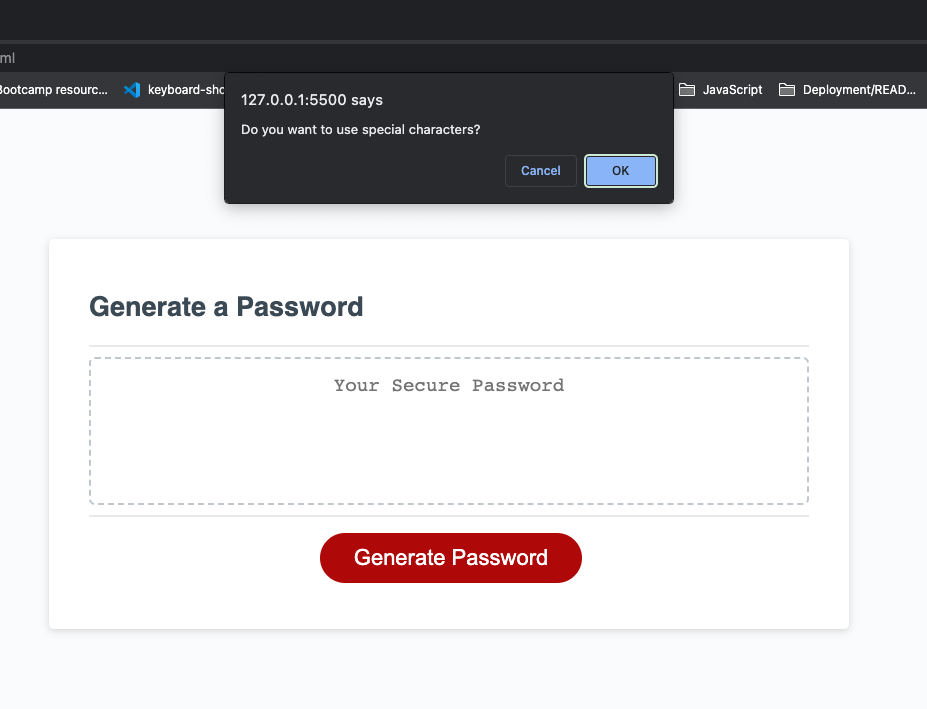 ml
Bootcamp resourc...
keyboard-sho
JavaScript
Deployment/READ...
127.0.0.1:5500 says
Do you want to use special characters?
Cancel
OK
Generate a Password
Your Secure Password
Generate Password